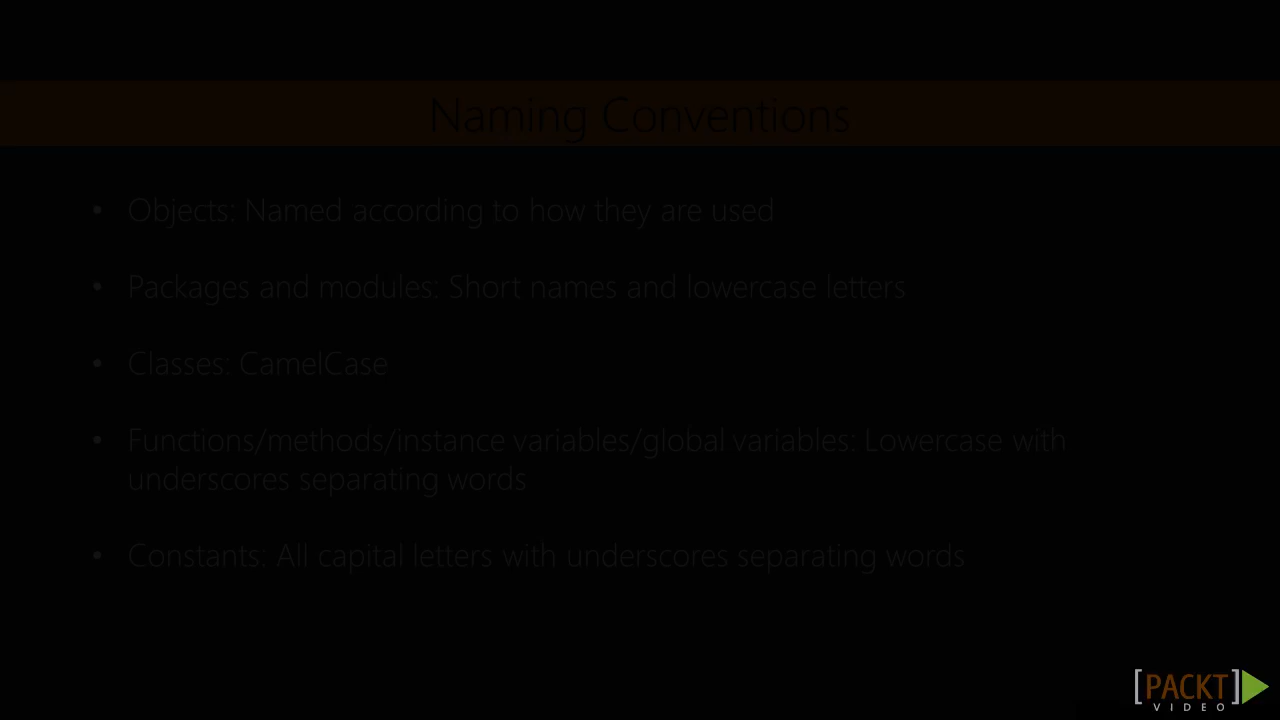 Naming Conventions
• Objects: Named according to how they are used
• Packages and modules: Short names and lowercase letters
• Classes: CamelCase
• Functions/methods/instance variables/global variables: Lowercase with
underscores separating words
• Constants: All capital letters with underscores separating words
[PACKT]
VIDEO